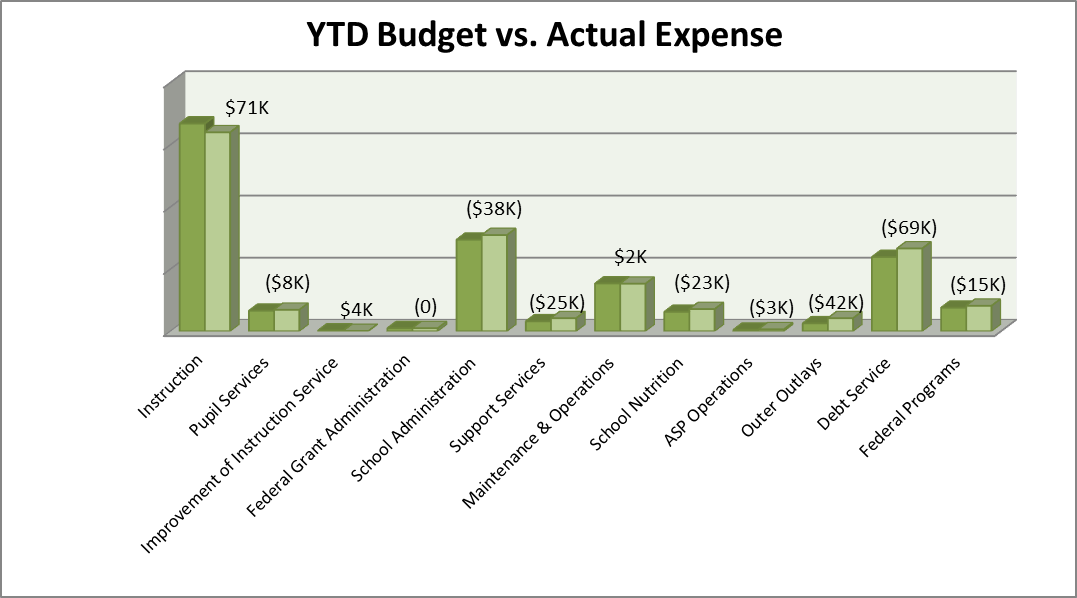 YTD Budget vs. Actual Expense
$71K
($8K)
$4K
(0)
($38K)
($25K)
$2K
($23K)
($3K)
($42K)
($69K)
($15K)
Instruction
Pupil Services
Improvement of Instruction Service
Federal Grant Administration
School Administration
Support Services
Maintenance & Operations
School Nutrition
ASP Operations
Outer Outlays
Debt Service
Federal Programs